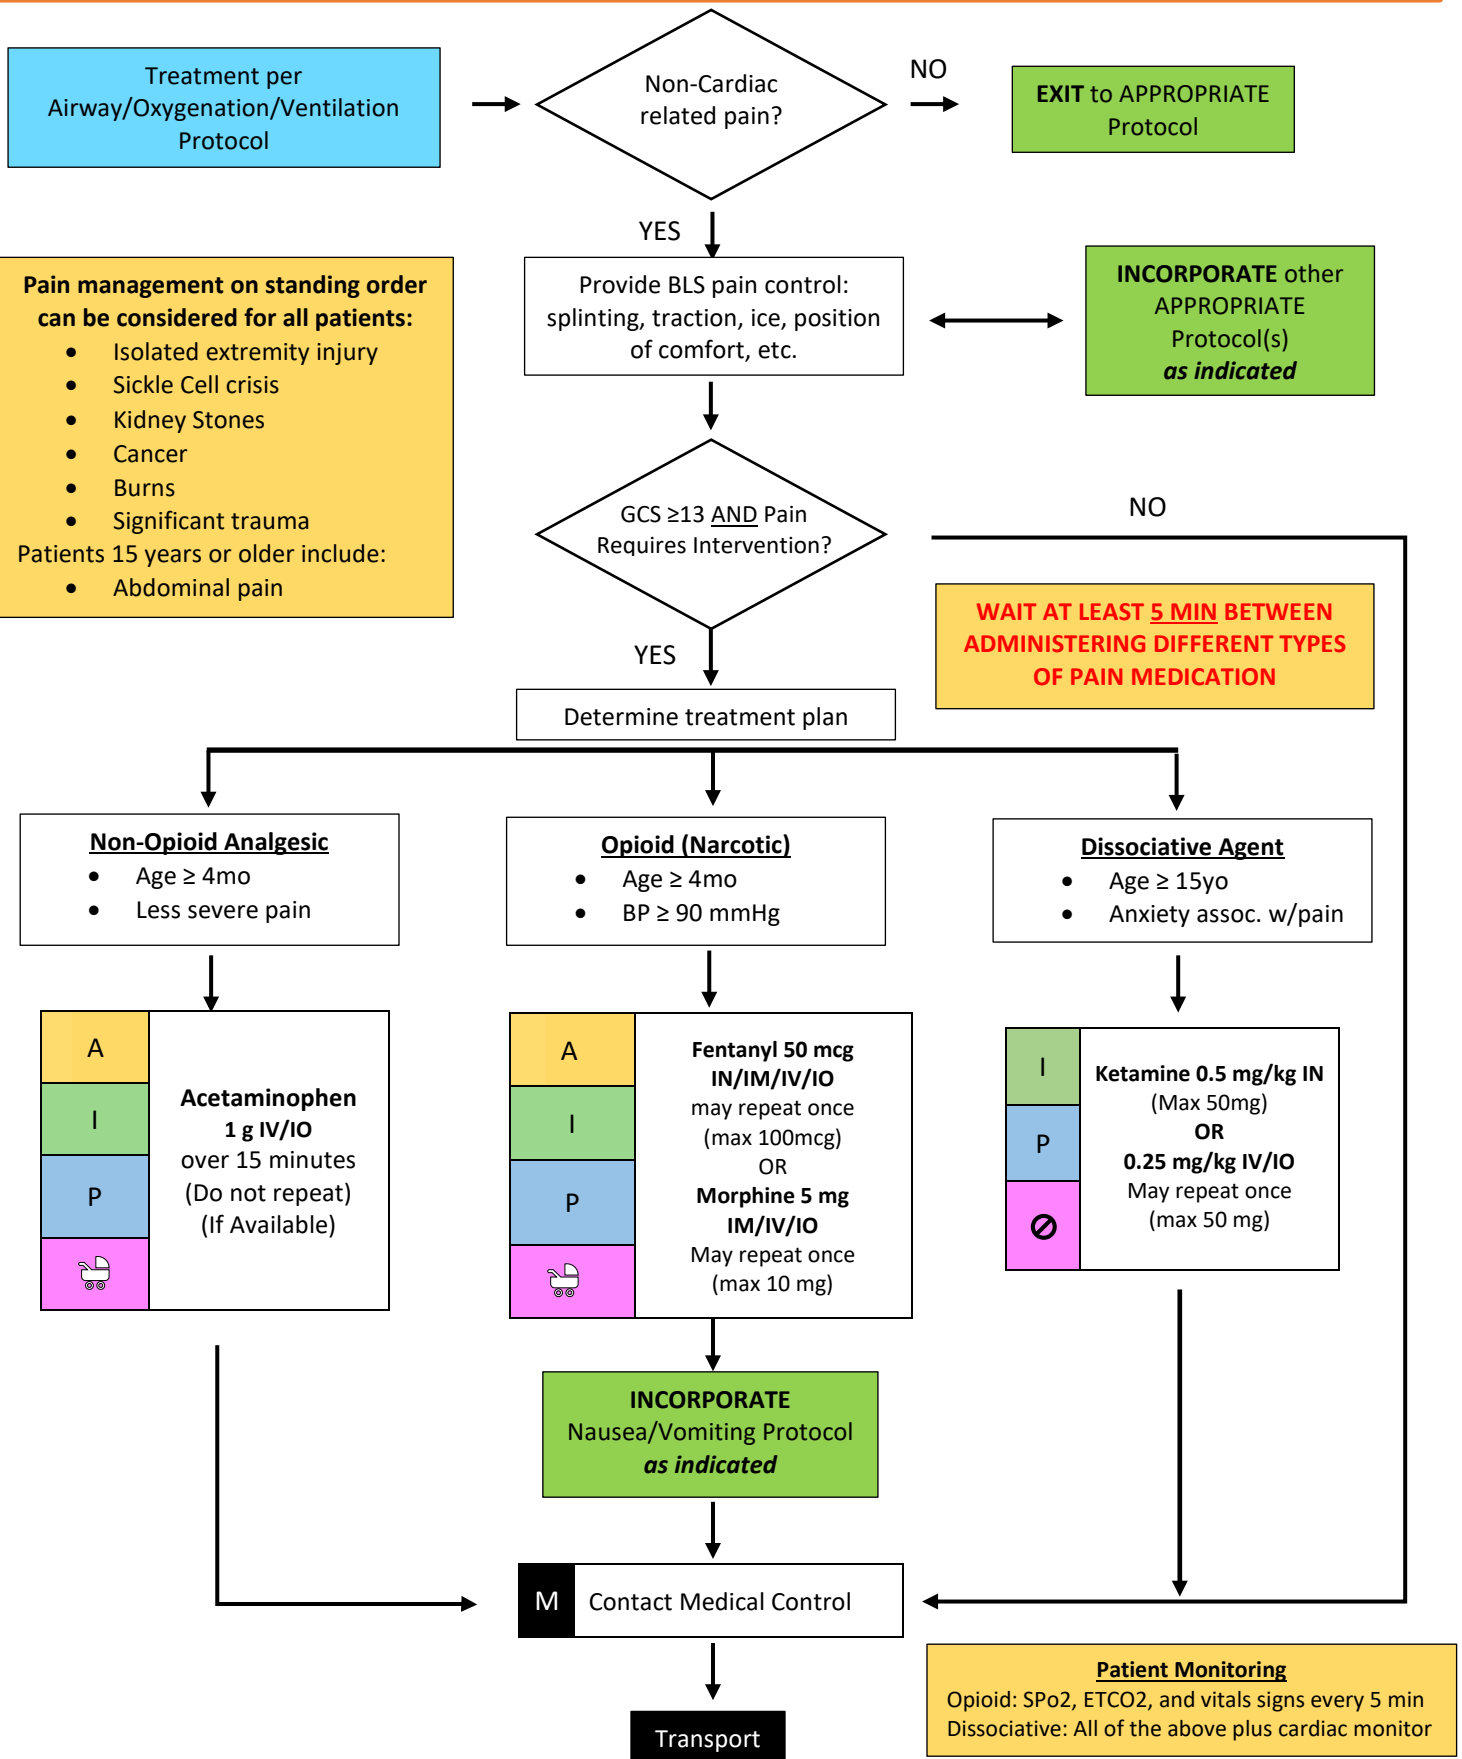 Treatment per
Airway/Oxygenation/Ventilation
Protocol
Non-Cardiac
related pain?
NO
EXIT to APPROPRIATE
Protocol
YES
Pain management on standing order
can be considered for all patients:
• Isolated extremity injury
• Sickle Cell crisis
• Kidney Stones
• Cancer
• Burns
• Significant trauma
Patients 15 years or older include:
• Abdominal pain
Provide BLS pain control:
splinting, traction, ice, position
of comfort, etc.
INCORPORATE other
APPROPRIATE
Protocol(s)
as indicated
GCS ≥13 AND Pain
Requires Intervention?
NO
WAIT AT LEAST 5 MIN BETWEEN
ADMINISTERING DIFFERENT TYPES
OF PAIN MEDICATION
YES
Determine treatment plan
Non-Opioid Analgesic
• Age ≥ 4mo
• Less severe pain
Opioid (Narcotic)
• Age ≥ 4mo
• BP ≥ 90 mmHg
Dissociative Agent
• Age ≥ 15yo
• Anxiety assoc. w/pain
A
I
P
Acetaminophen
1 g IV/IO
over 15 minutes
(Do not repeat)
(If Available)
A
I
P
Fentanyl 50 mcg
IN/IM/IV/IO
may repeat once
(max 100mcg)
OR
Morphine 5 mg
IM/IV/IO
May repeat once
(max 10 mg)
I
P
Ketamine 0.5 mg/kg IN
(Max 50mg)
OR
0.25 mg/kg IV/IO
May repeat once
(max 50 mg)
INCORPORATE
Nausea/Vomiting Protocol
as indicated
M
Contact Medical Control
Transport
Patient Monitoring
Opioid: SPo2, ETCO2, and vitals signs every 5 min
Dissociative: All of the above plus cardiac monitor